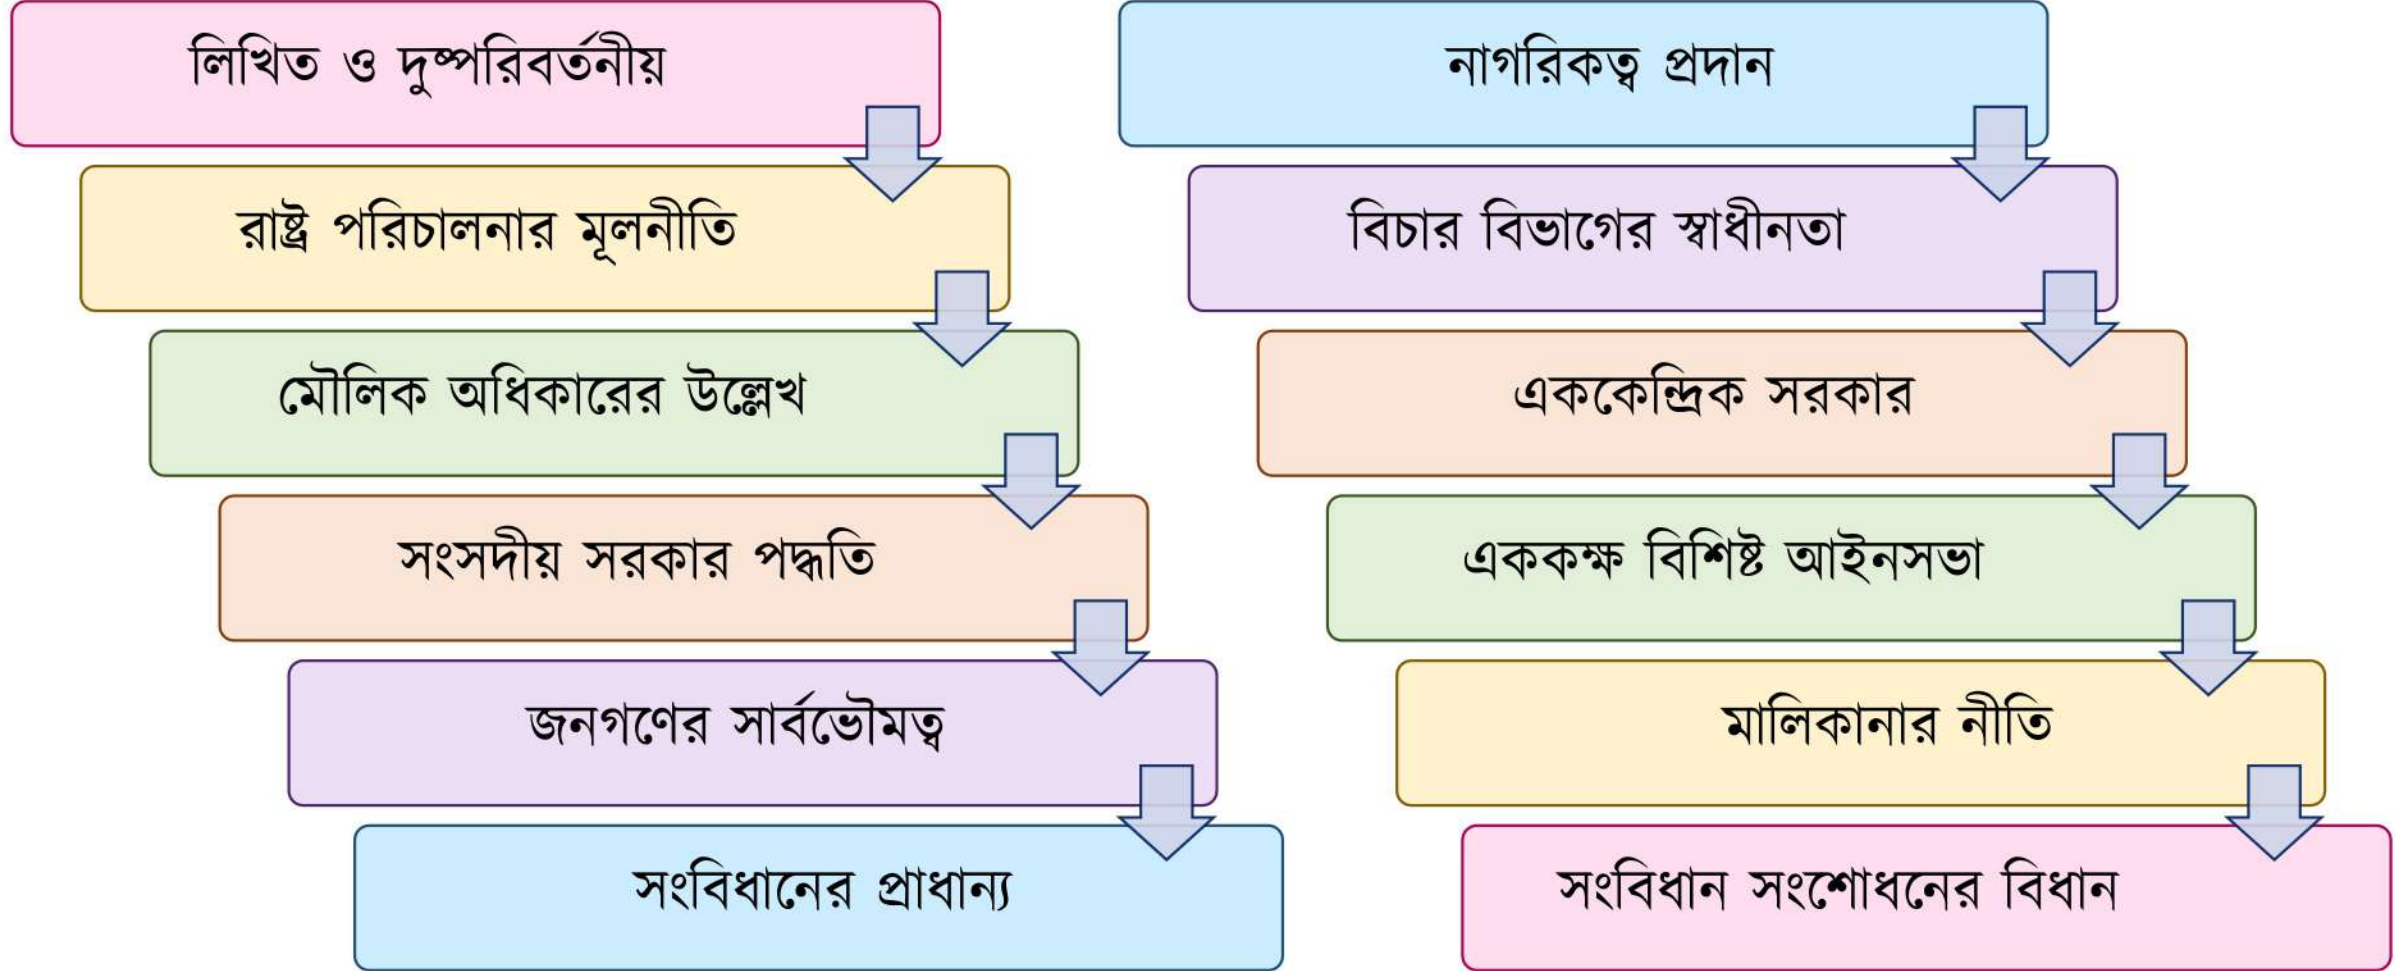 লিখিত ও দুষ্পরিবর্তনীয়
রাষ্ট্র পরিচালনার মূলনীতি
মৌলিক অধিকারের উল্লেখ
সংসদীয় সরকার পদ্ধতি
জনগণের সার্বভৌমত্ব
সংবিধানের প্রাধান্য
নাগরিকত্ব প্রদান
বিচার বিভাগের স্বাধীনতা
এককেন্দ্রিক সরকার
এককক্ষ বিশিষ্ট আইনসভা
মালিকানার নীতি
সংবিধান সংশোধনের বিধান